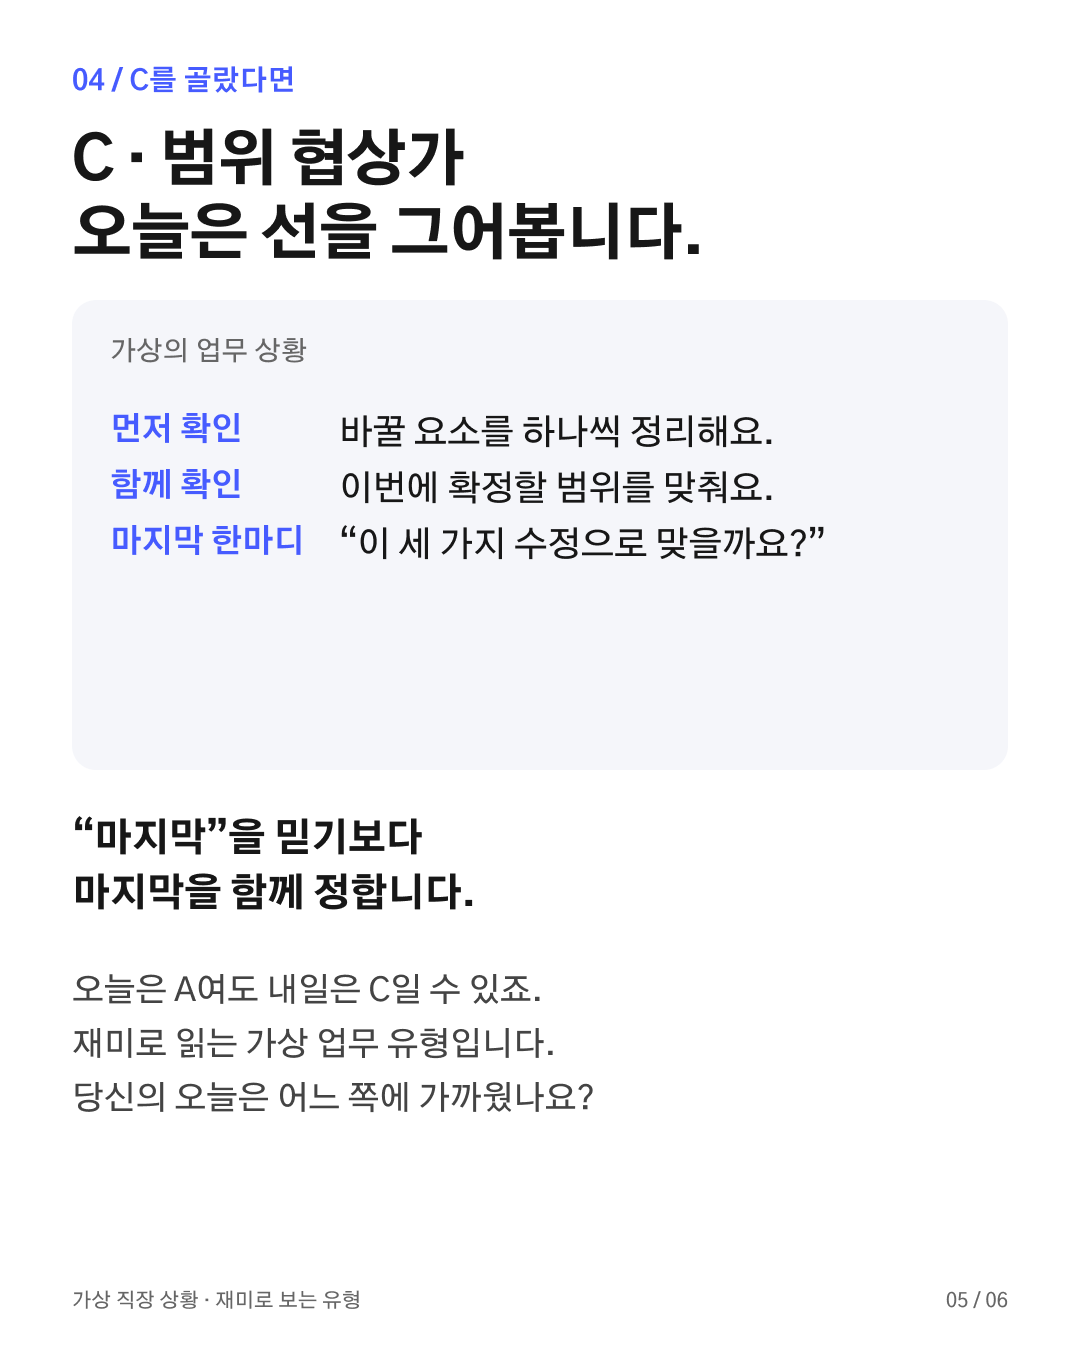 04 / C를 골랐다면
C · 범위 협상가
오늘은 선을 그어봅니다.
가상의 업무 상황
먼저 확인 바꿀 요소를 하나씩 정리해요.
함께 확인 이번에 확정할 범위를 맞춰요.
마지막 한마디 “이 세 가지 수정으로 맞을까요?”
“마지막”을 믿기보다
마지막을 함께 정합니다.
오늘은 A여도 내일은 C일 수 있죠.
재미로 읽는 가상 업무 유형입니다.
당신의 오늘은 어느 쪽에 가까웠나요?
가상 직장 상황 · 재미로 보는 유형 05 / 06